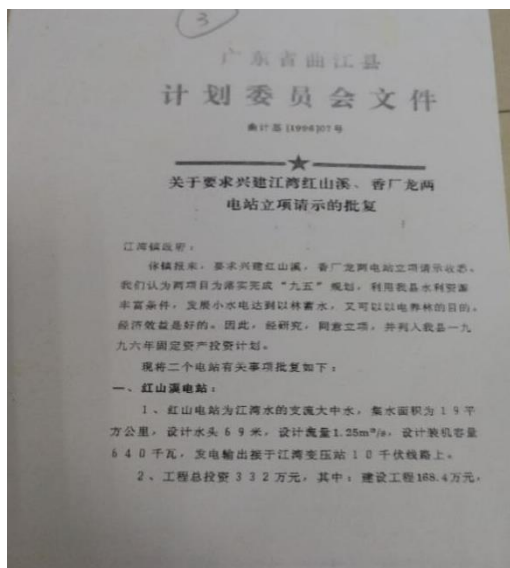 3
广东省曲江县
计划委员会文件
曲计基[1996]07号
关于要求兴建江湾红山溪、香厂龙两
电站立项请示的批复
江湾镇政府：
你镇报来，要求兴建红山溪，香厂龙两电站立项请示收悉。
我们认为两项目为落实完成“九五”规划，利用我县水利资源
丰富条件，发展小水电达到以林蓄水，又可以以电养林的目的。
经济效益是好的。因此，经研究，同意立项，并列入我县一九
九六年固定资产投资计划。
现将二个电站有关事项批复如下：
一、红山溪电站：
1、红山电站为江湾水的支流大中水，集水面积为19平
方公里，设计水头69米，设计流量1.25m³/s，设计装机容量
640千瓦，发电输出接于江湾变压站10千伏线路上。
2、工程总投资332万元，其中：建设工程168.4万元，